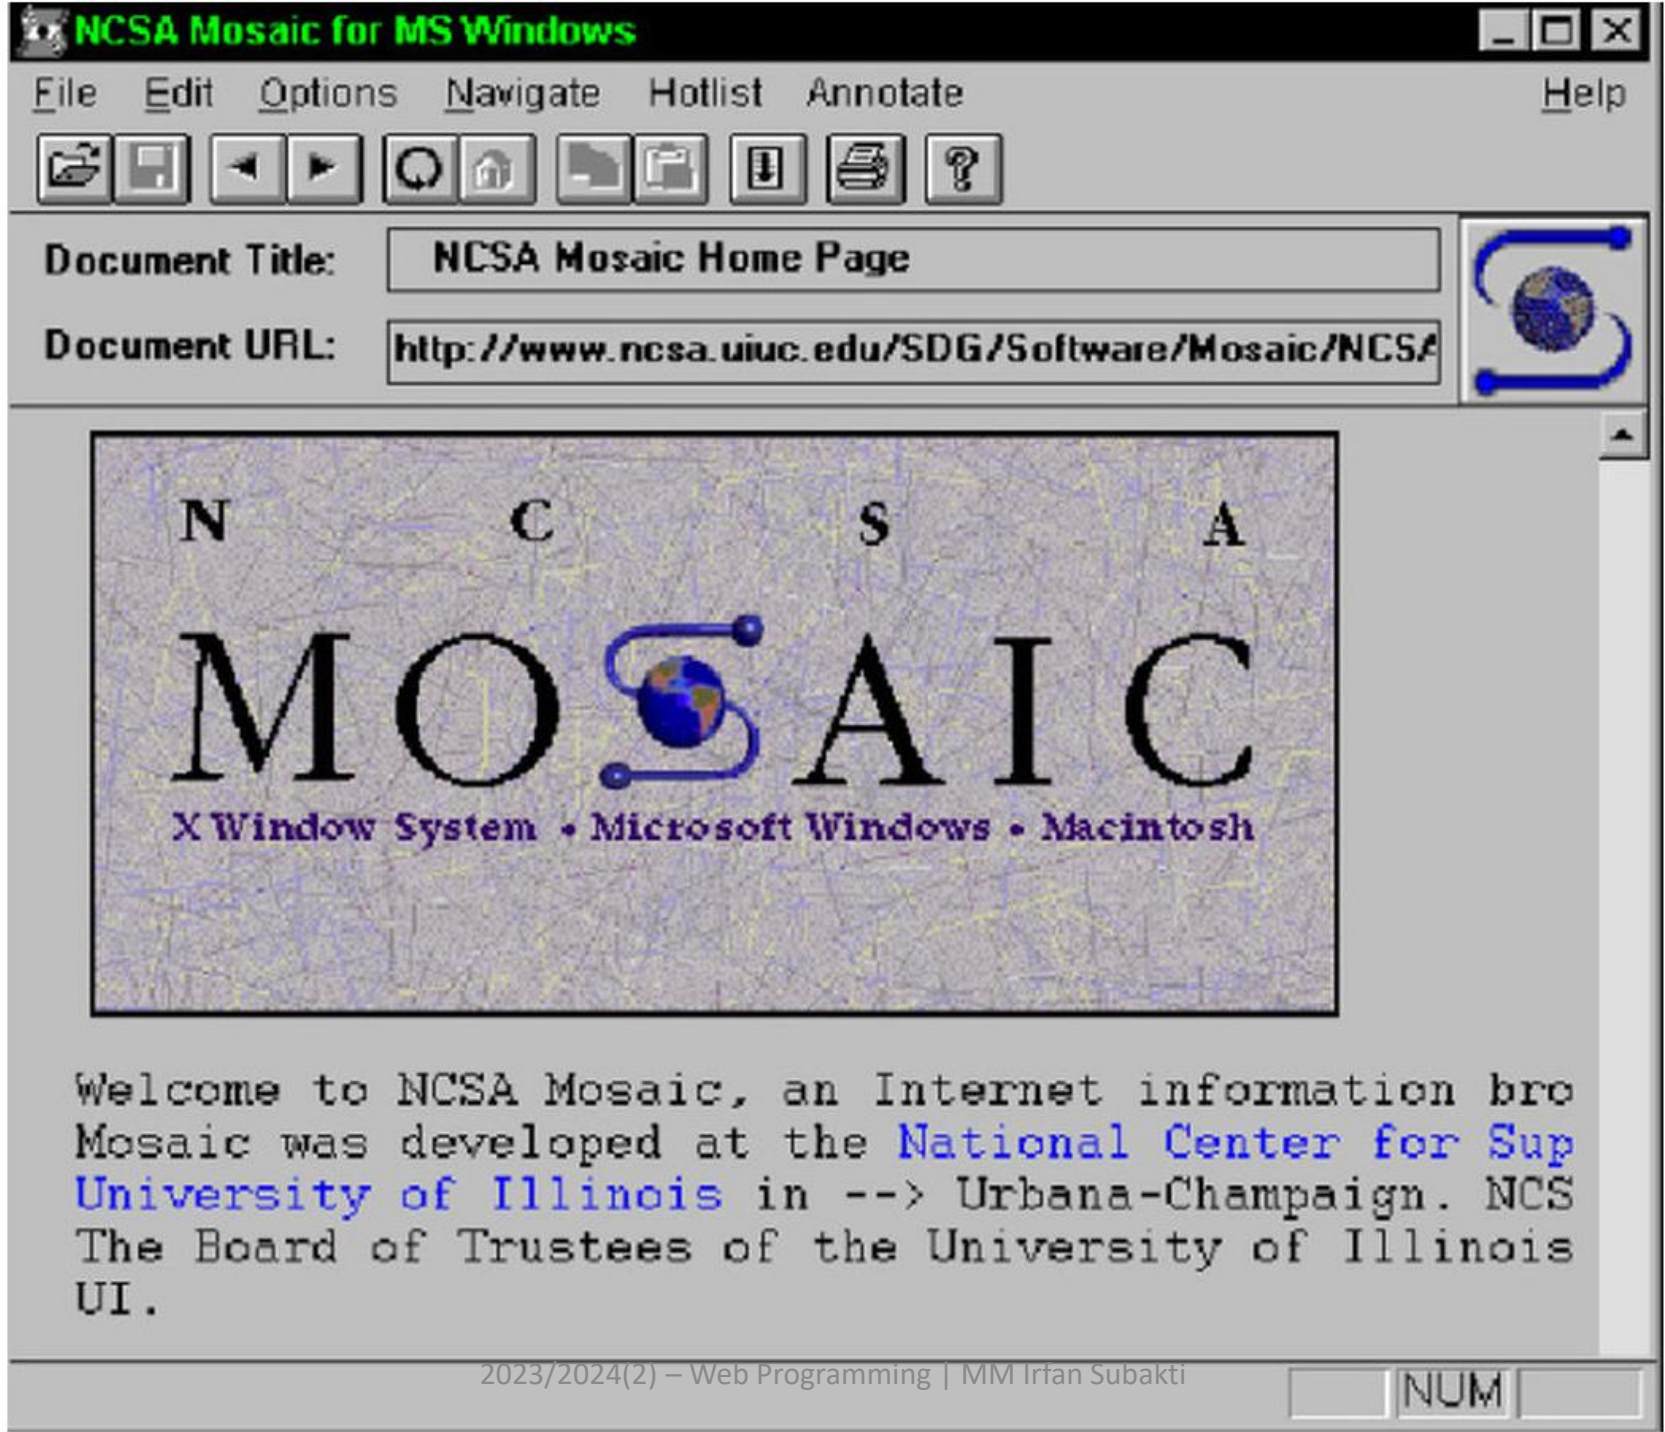 NCSA Mosaic for MS Windows
File Edit Options Navigate Hotlist Annotate Help
Document Title: NCSA Mosaic Home Page
Document URL: http://www.ncsa.uiuc.edu/SDG/Software/Mosaic/NCSA
N C S A
MOSAIC
X Window System • Microsoft Windows • Macintosh
Welcome to NCSA Mosaic, an Internet information bro
Mosaic was developed at the National Center for Sup
University of Illinois in --> Urbana-Champaign. NCS
The Board of Trustees of the University of Illinois
UI.
2023/2024(2) – Web Programming | MM Irfan Subakti
NUM